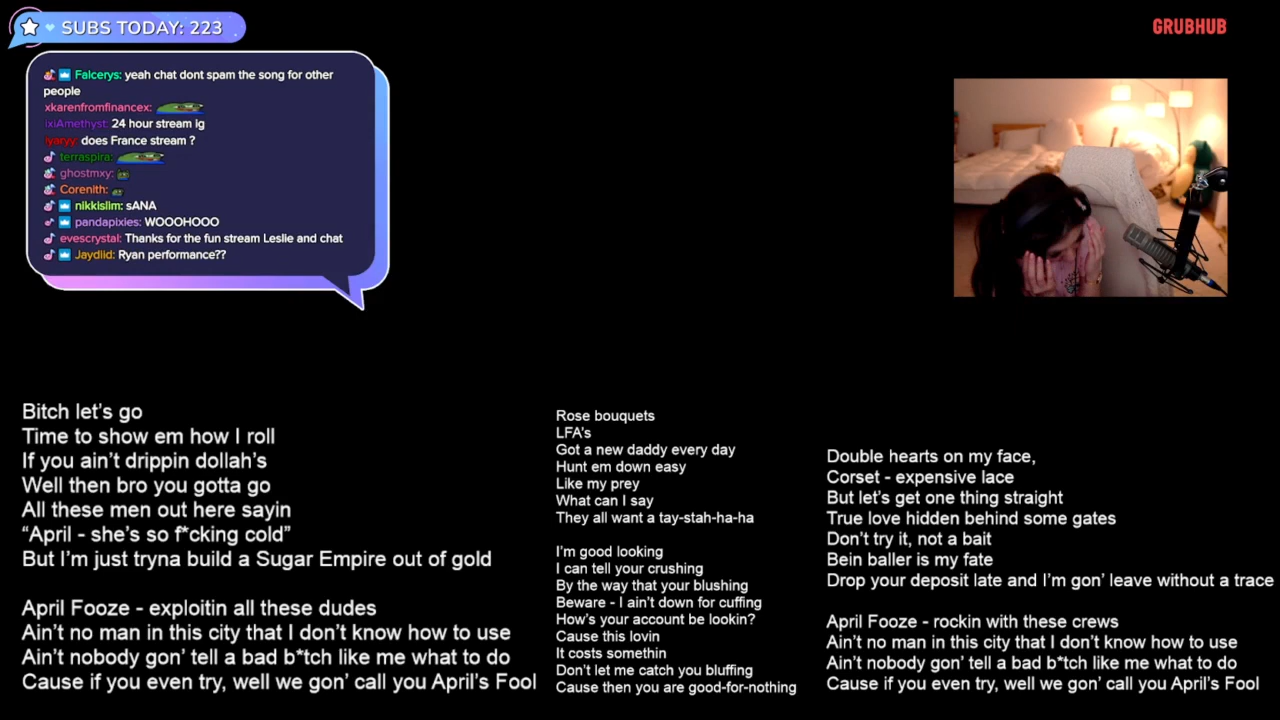 SUBS TODAY: 223
GRUBHUB
Falcerys: yeah chat dont spam the song for other
people
xkarenfromfinancex:
ixiAmethyst: 24 hour stream ig
iyaryy: does France stream ?
terraspira:
ghostmxy:
Corenith:
nikkislim: sANA
pandapixies: WOOOHOOO
evescrystal: Thanks for the fun stream Leslie and chat
Jaydlid: Ryan performance??
Bitch let's go
Time to show em how I roll
If you ain't drippin dollah's
Well then bro you gotta go
All these men out here sayin
“April - she's so f*cking cold”
But I'm just tryna build a Sugar Empire out of gold
April Fooze - exploitin all these dudes
Ain't no man in this city that I don't know how to use
Ain't nobody gon' tell a bad b*tch like me what to do
Cause if you even try, well we gon' call you April's Fool
Rose bouquets
LFA's
Got a new daddy every day
Hunt em down easy
Like my prey
What can I say
They all want a tay-stah-ha-ha
I'm good looking
I can tell your crushing
By the way that your blushing
Beware - I ain't down for cuffing
How's your account be lookin?
Cause this lovin
It costs somethin
Don't let me catch you bluffing
Cause then you are good-for-nothing
Double hearts on my face,
Corset - expensive lace
But let's get one thing straight
True love hidden behind some gates
Don't try it, not a bait
Bein baller is my fate
Drop your deposit late and I'm gon' leave without a trace
April Fooze - rockin with these crews
Ain't no man in this city that I don't know how to use
Ain't nobody gon' tell a bad b*tch like me what to do
Cause if you even try, well we gon' call you April's Fool